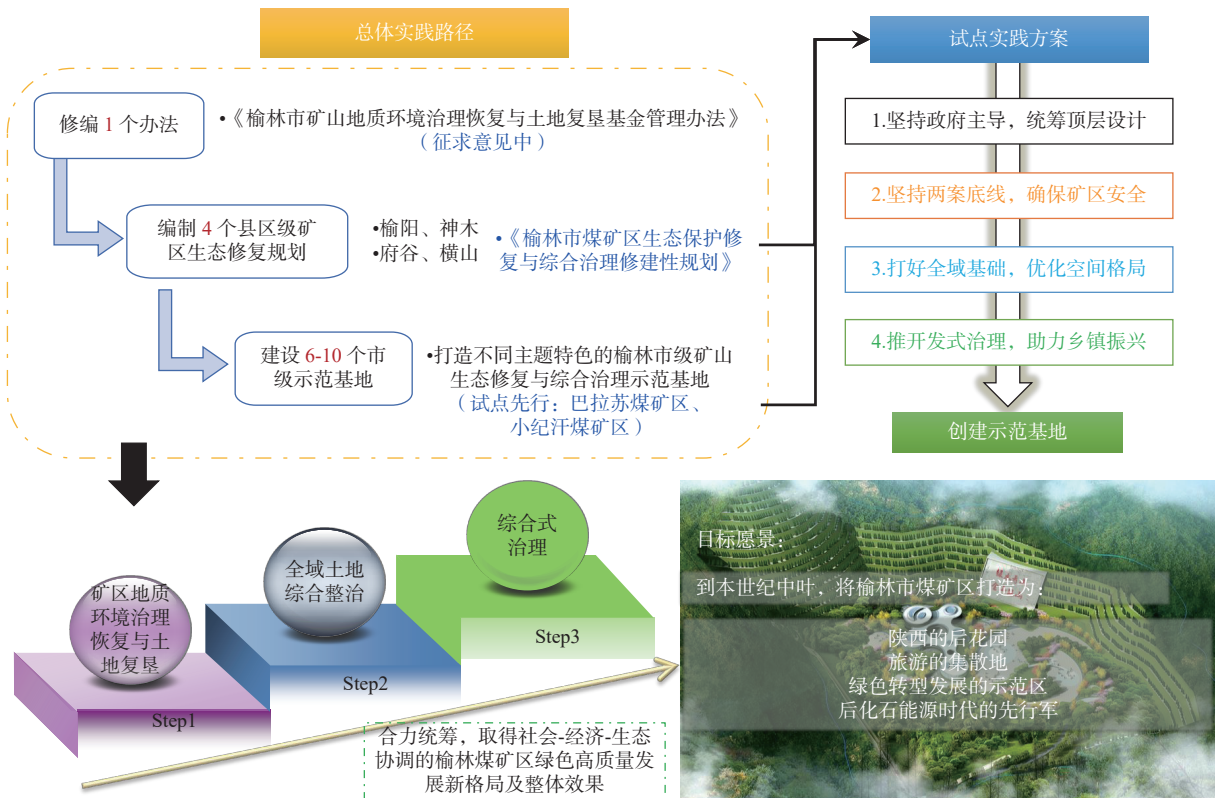 总体实践路径
修编 1 个办法
•《榆林市矿山地质环境治理恢复与土地复垦基金管理办法》
（征求意见中）
编制 4 个县区级矿
区生态修复规划
•榆阳、神木
•府谷、横山
•《榆林市煤矿区生态保护修
复与综合治理修建性规划》
建设 6-10 个市
级示范基地
•打造不同主题特色的榆林市级矿山
生态修复与综合治理示范基地
（试点先行：巴拉苏煤矿区、
小纪汗煤矿区）
试点实践方案
1.坚持政府主导，统筹顶层设计
2.坚持两案底线，确保矿区安全
3.打好全域基础，优化空间格局
4.推开发式治理，助力乡镇振兴
创建示范基地
矿区地质
环境治理
恢复与土
地复垦
Step1
全域土地
综合整治
Step2
综合式
治理
Step3
合力统筹，取得社会-经济-生态
协调的榆林煤矿区绿色高质量发
展新格局及整体效果
目标愿景：
到本世纪中叶，将榆林市煤矿区打造为：
陕西的后花园
旅游的集散地
绿色转型发展的示范区
后化石能源时代的先行军